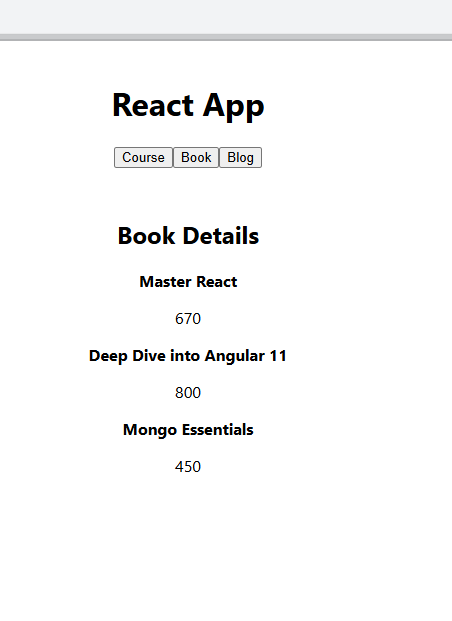 React App
Course Book Blog
Book Details
Master React
670
Deep Dive into Angular 11
800
Mongo Essentials
450